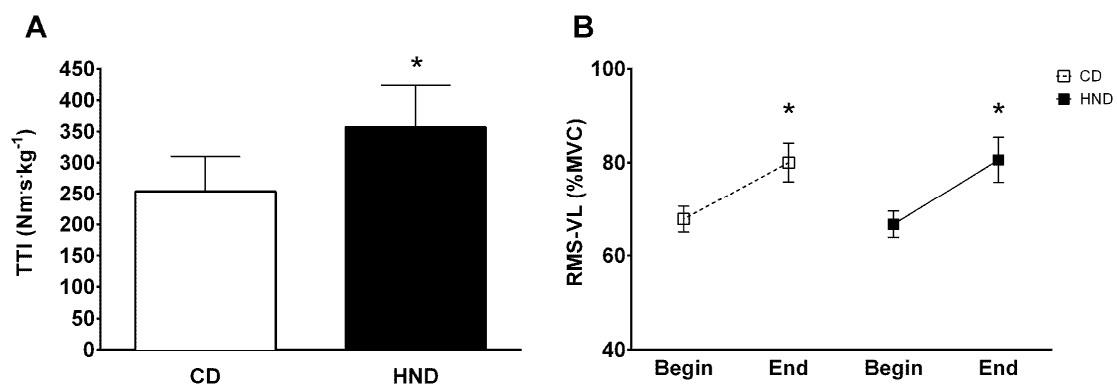 A
TTI (Nm·s·kg-1)
450
400
350
300
250
200
150
100
50
0
*
CD
HND
B
RMS-VL (%MVC)
100
80
60
40
*
*
Begin
End
Begin
End
CD
HND